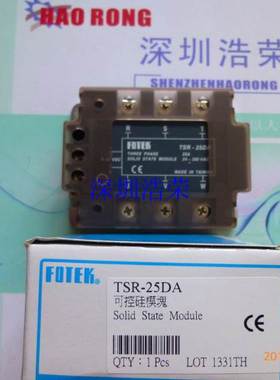 HAO RONG
深圳浩荣
SHENZHENHAORONG
R S T
FOTEK
THREE PHASE TSR-25DA
SOLID STATE MODULE
MADE IN TAIWAN
CE
U V W
深圳浩荣
FOTEK TSR-25DA
可控硅模塊
Solid State Module
QTY : 1 Pcs LOT 1331TH